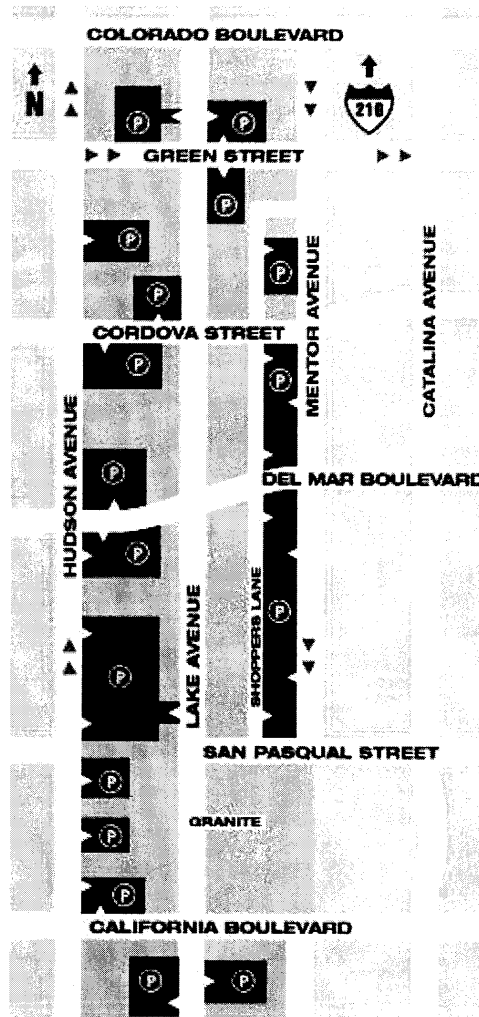 COLORADO BOULEVARD
N
210
P
P
GREEN STREET
P
P
P
P
CORDOVA STREET
MENTOR AVENUE
CATALINA AVENUE
P
P
HUDSON AVENUE
P
DEL MAR BOULEVARD
P
LAKE AVENUE
SHOPPERS LANE
P
P
SAN PASQUAL STREET
P
GRANITE
P
P
CALIFORNIA BOULEVARD
P
P